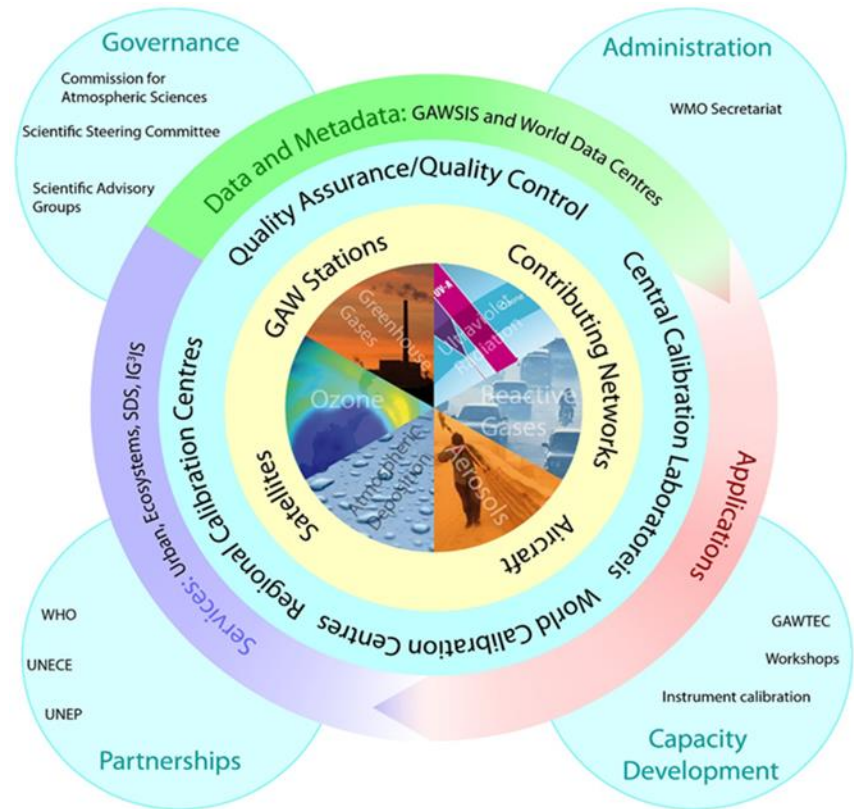 Governance
Commission for
Atmospheric Sciences
Scientific Steering Committee
Scientific Advisory
Groups
Administration
WMO Secretariat
Data and Metadata: GAWSIS and World Data Centres
Quality Assurance/Quality Control
Central Calibration Laboratoreis
World Calibration Centres
Regional Calibration Centres
GAW Stations
Contributing Networks
Aircraft
Satellites
Greenhouse
Gases
UV-A
Ultraviolet
Radiation
Ozone
Reactive
Gases
Atmospheric
Deposition
Aerosols
Applications
Services: Urban, Ecosystems, SDS, IG³IS
WHO
UNECE
UNEP
Partnerships
GAWTEC
Workshops
Instrument calibration
Capacity
Development